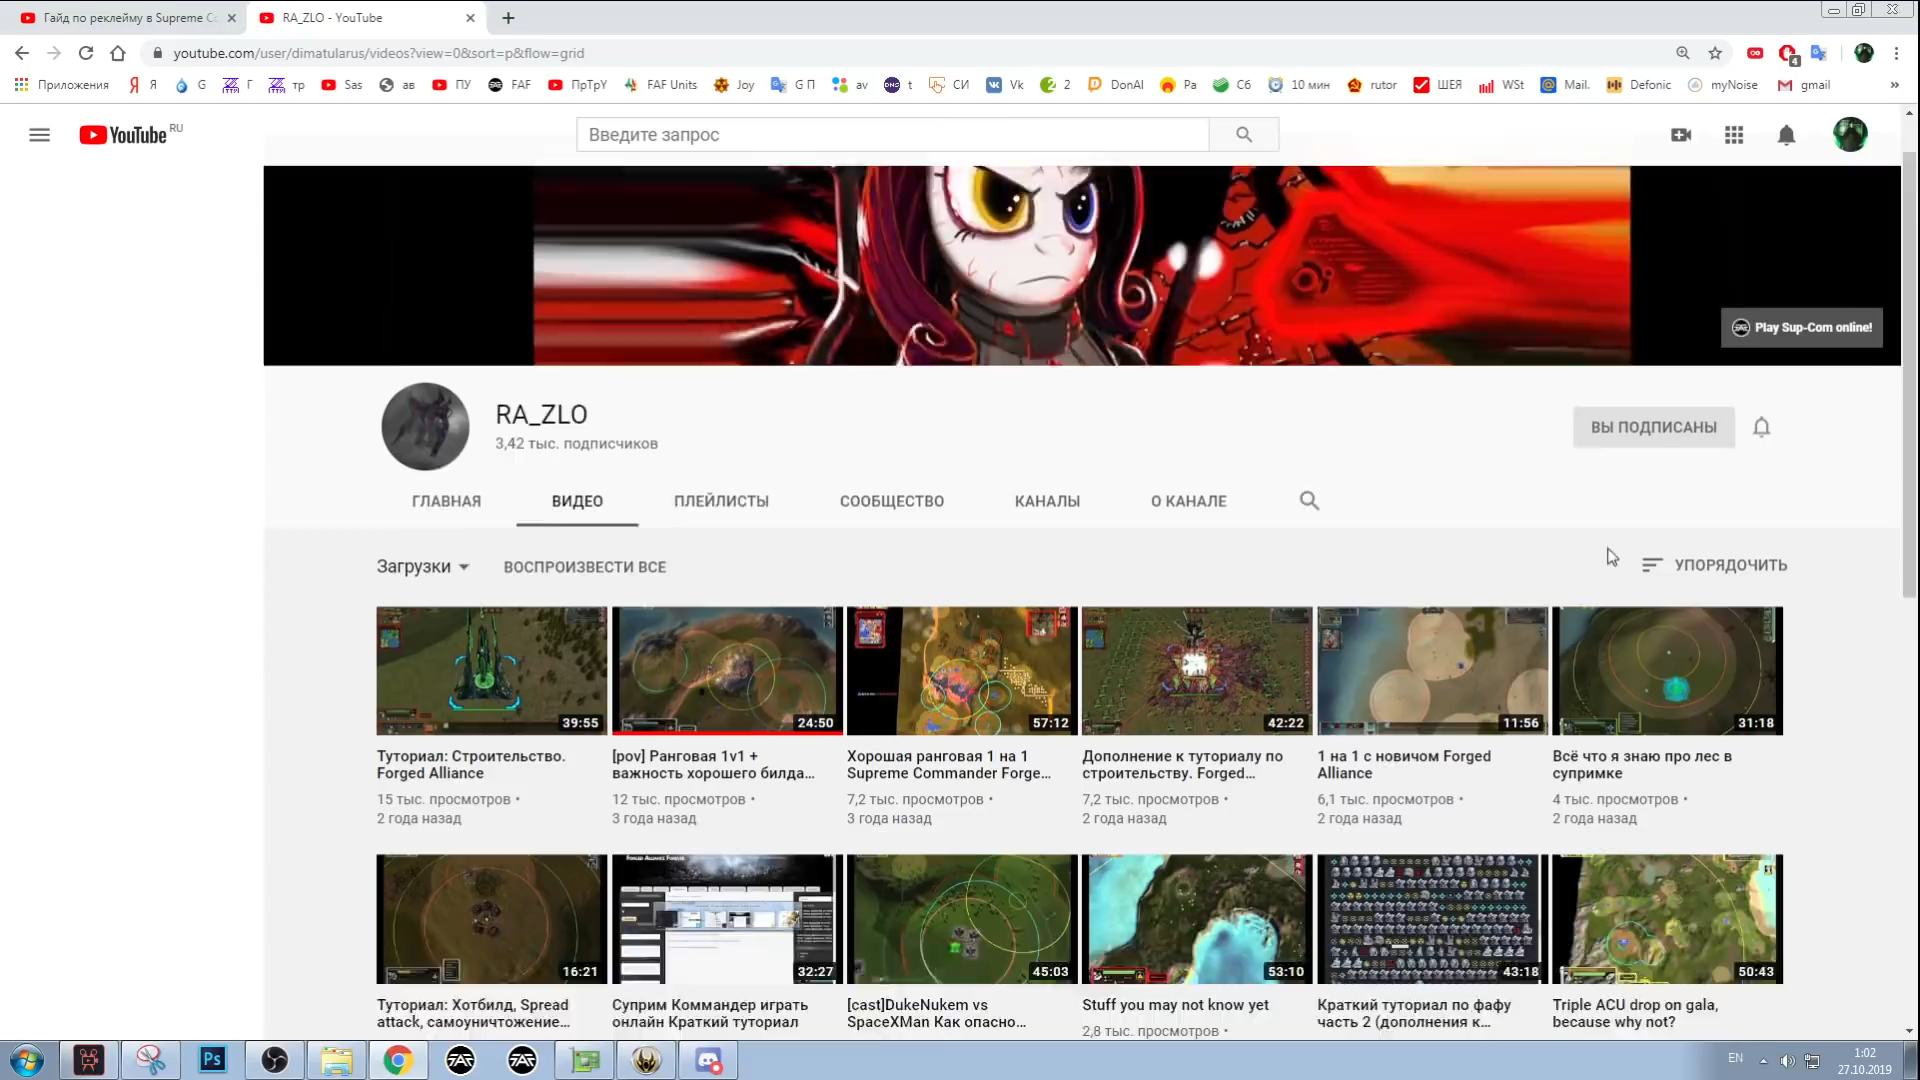 Гайд по реклейму в Supreme Co
RA_ZLO - YouTube
youtube.com/user/dimatularus/videos?view=0&sort=p&flow=grid
4
Приложения Я G Г тр Sas ав ПУ FAF ПрТрY FAF Units Joy G П av t СИ Vk 2 DonAl Pa С6 10 мин rutor ШЕЯ WSt Mail. Defonic myNoise gmail »
YouTube RU
Введите запрос
Play Sup-Com online!
RA_ZLO
3,42 тыс. подписчиков
ВЫ ПОДПИСАНЫ
ГЛАВНАЯ ВИДЕО ПЛЕЙЛИСТЫ СООБЩЕСТВО КАНАЛЫ О КАНАЛЕ
Загрузки ВОСПРОИЗВЕСТИ ВСЕ УПОРЯДОЧИТЬ
39:55
Туториал: Строительство.
Forged Alliance
15 тыс. просмотров •
2 года назад
24:50
[pov] Ранговая 1v1 +
важность хорошего билда...
12 тыс. просмотров •
3 года назад
57:12
Хорошая ранговая 1 на 1
Supreme Commander Forge...
7,2 тыс. просмотров •
3 года назад
42:22
Дополнение к туториалу по
строительству. Forged...
7,2 тыс. просмотров •
2 года назад
11:56
1 на 1 с новичом Forged
Alliance
6,1 тыс. просмотров •
2 года назад
31:18
Всё что я знаю про лес в
супримке
4 тыс. просмотров •
2 года назад
16:21
Туториал: Хотбилд, Spread
attack, самоуничтожение...
32:27
Суприм Коммандер играть
онлайн Краткий туториал
45:03
[cast]DukeNukem vs
SpaceXMan Как опасно...
53:10
Stuff you may not know yet
2,8 тыс. просмотров •
43:18
Краткий туториал по фафу
часть 2 (дополнения к...
50:43
Triple ACU drop on gala,
because why not?
Ps
EN
1:02
27.10.2019